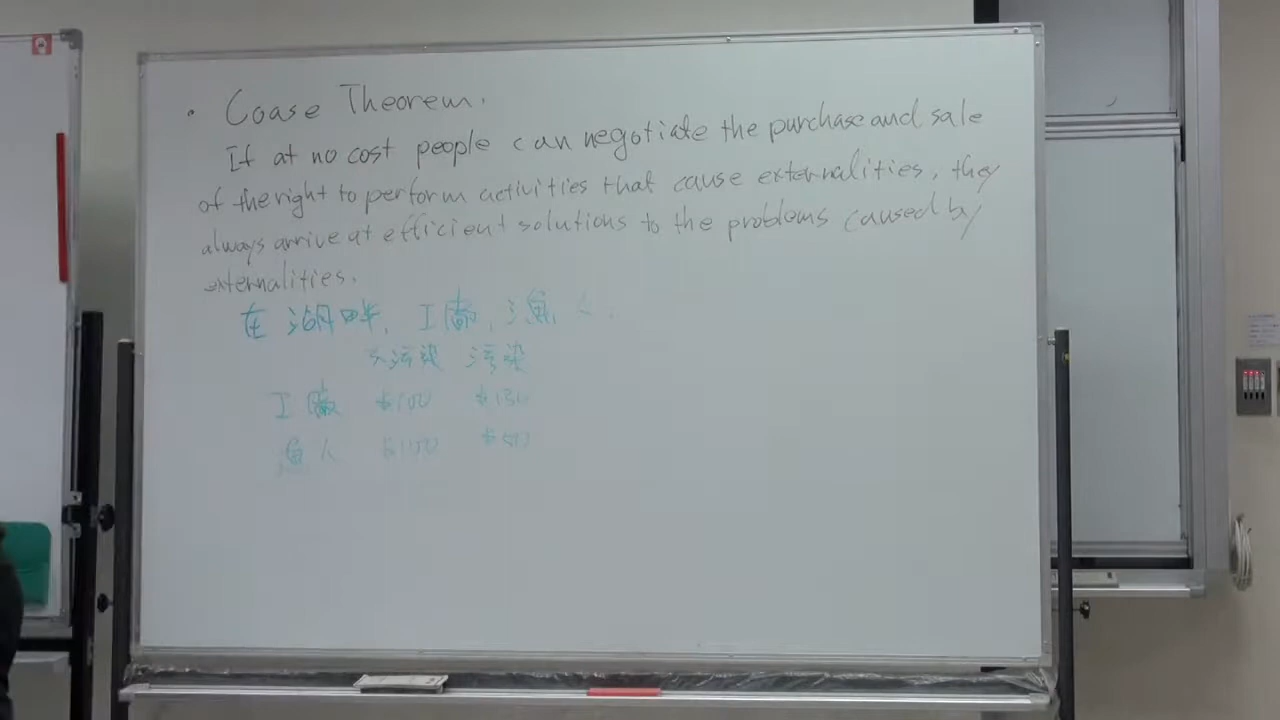 · Coase Theorem.
If at no cost people can negotiate the purchase and sale
of the right to perform activities that cause externalities, they
always arrive at efficient solutions to the problems caused by
externalities.
在湖畔, 工廠, 漁人.
不污染 污染
工廠 $100 $130
漁人 $100 $50